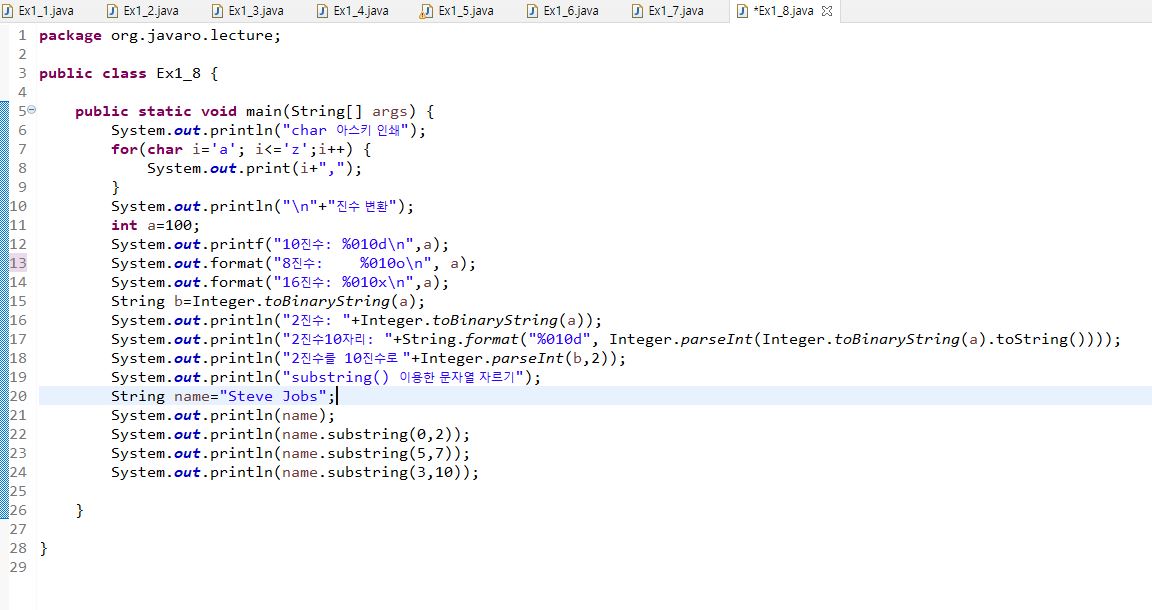 Ex1_1.java Ex1_2.java Ex1_3.java Ex1_4.java Ex1_5.java Ex1_6.java Ex1_7.java *Ex1_8.java
1 package org.javaro.lecture;
2
3 public class Ex1_8 {
4
5 public static void main(String[] args) {
6 System.out.println("char 아스키 인쇄");
7 for(char i='a'; i<='z';i++) {
8 System.out.print(i+",");
9 }
10 System.out.println("\n"+"진수 변환");
11 int a=100;
12 System.out.printf("10진수: %010d\n",a);
13 System.out.format("8진수:    %010o\n", a);
14 System.out.format("16진수: %010x\n",a);
15 String b=Integer.toBinaryString(a);
16 System.out.println("2진수: "+Integer.toBinaryString(a));
17 System.out.println("2진수10자리: "+String.format("%010d", Integer.parseInt(Integer.toBinaryString(a).toString())));
18 System.out.println("2진수를 10진수로 "+Integer.parseInt(b,2));
19 System.out.println("substring() 이용한 문자열 자르기");
20 String name="Steve Jobs";
21 System.out.println(name);
22 System.out.println(name.substring(0,2));
23 System.out.println(name.substring(5,7));
24 System.out.println(name.substring(3,10));
25
26 }
27
28 }
29